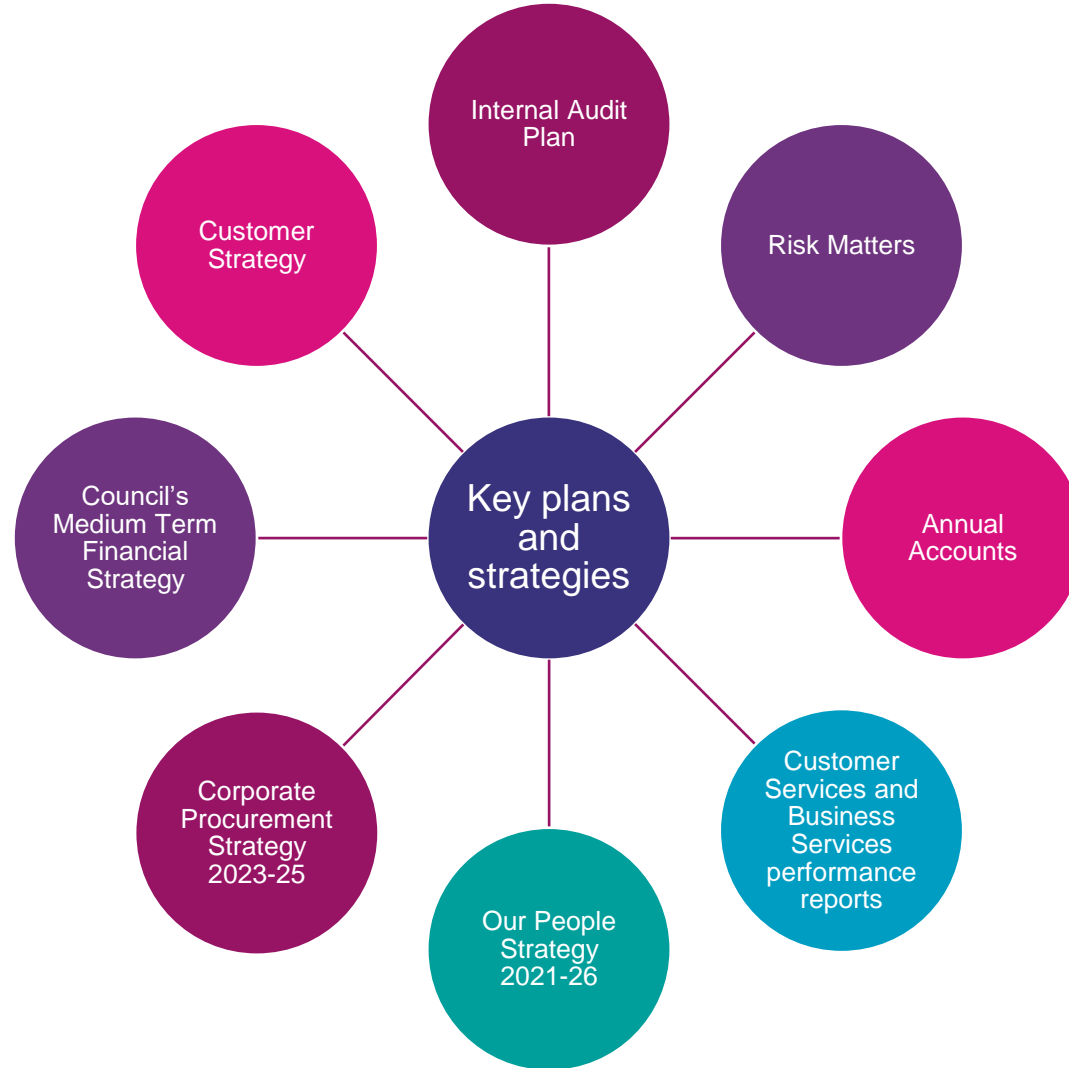 Internal Audit
Plan
Customer
Strategy
Risk Matters
Council’s
Medium Term
Financial
Strategy
Key plans
and
strategies
Annual
Accounts
Corporate
Procurement
Strategy
2023-25
Customer
Services and
Business
Services
performance
reports
Our People
Strategy
2021-26